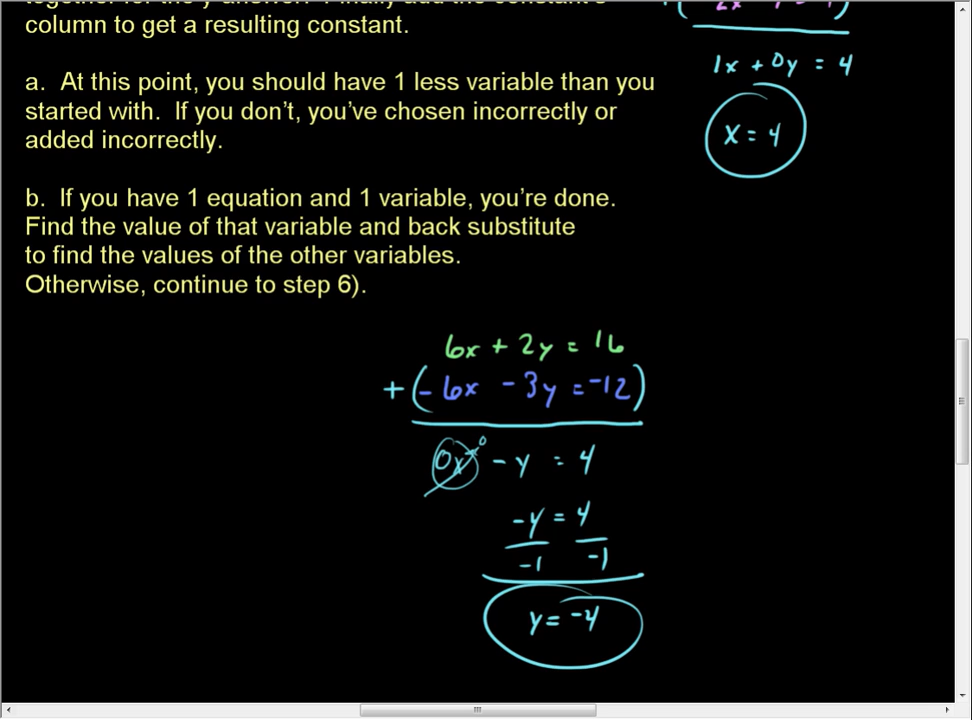 column to get a resulting constant.
1x + 0y = 4
a. At this point, you should have 1 less variable than you
started with. If you don't, you've chosen incorrectly or
added incorrectly.
x = 4
b. If you have 1 equation and 1 variable, you're done.
Find the value of that variable and back substitute
to find the values of the other variables.
Otherwise, continue to step 6).
6x + 2y = 16
+ (-6x - 3y = -12)
0x⁰ - y = 4
-y = 4
-1 -1
y = -4